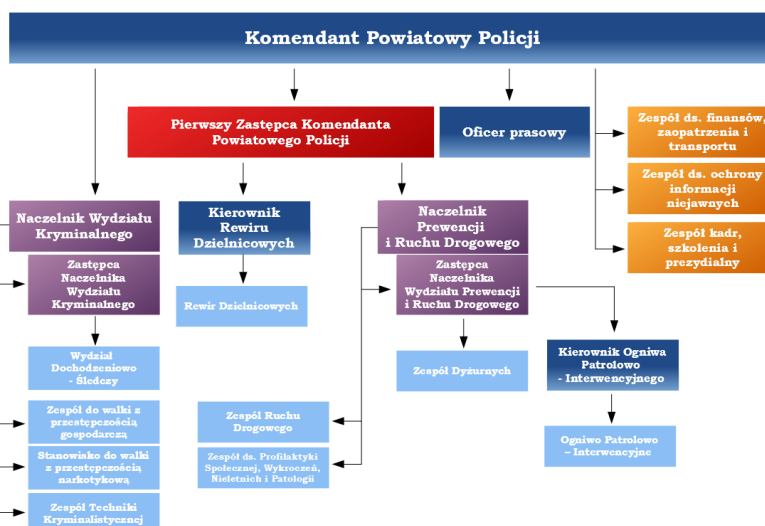 Komendant Powiatowy Policji
Pierwszy Zastępca Komendanta
Powiatowego Policji
Oficer prasowy
Zespół ds. finansów,
zaopatrzenia i
transportu
Zespół ds. ochrony
informacji
niejawnych
Zespół kadr,
szkolenia i
prezydialny
Naczelnik Wydziału
Kryminalnego
Kierownik
Rewiru
Dzielnicowych
Naczelnik
Prewencji
i Ruchu Drogowego
Zastępca
Naczelnika
Wydziału
Kryminalnego
Zastępca
Naczelnika
Wydziału Prewencji
i Ruchu Drogowego
Rewir Dzielnicowych
Wydział
Dochodzeniowo
- Śledczy
Zespół Dyżurnych
Kierownik Ogniwa
Patrolowo
- Interwencyjnego
Zespół do walki z
przestępczością
gospodarczą
Zespół Ruchu
Drogowego
Ogniwo Patrolowo
– Interwencyjne
Stanowisko do walki
z przestępczością
narkotykową
Zespół ds. Profilaktyki
Społecznej, Wykroczeń,
Nieletnich i Patologii
Zespół Techniki
Kryminalistycznej